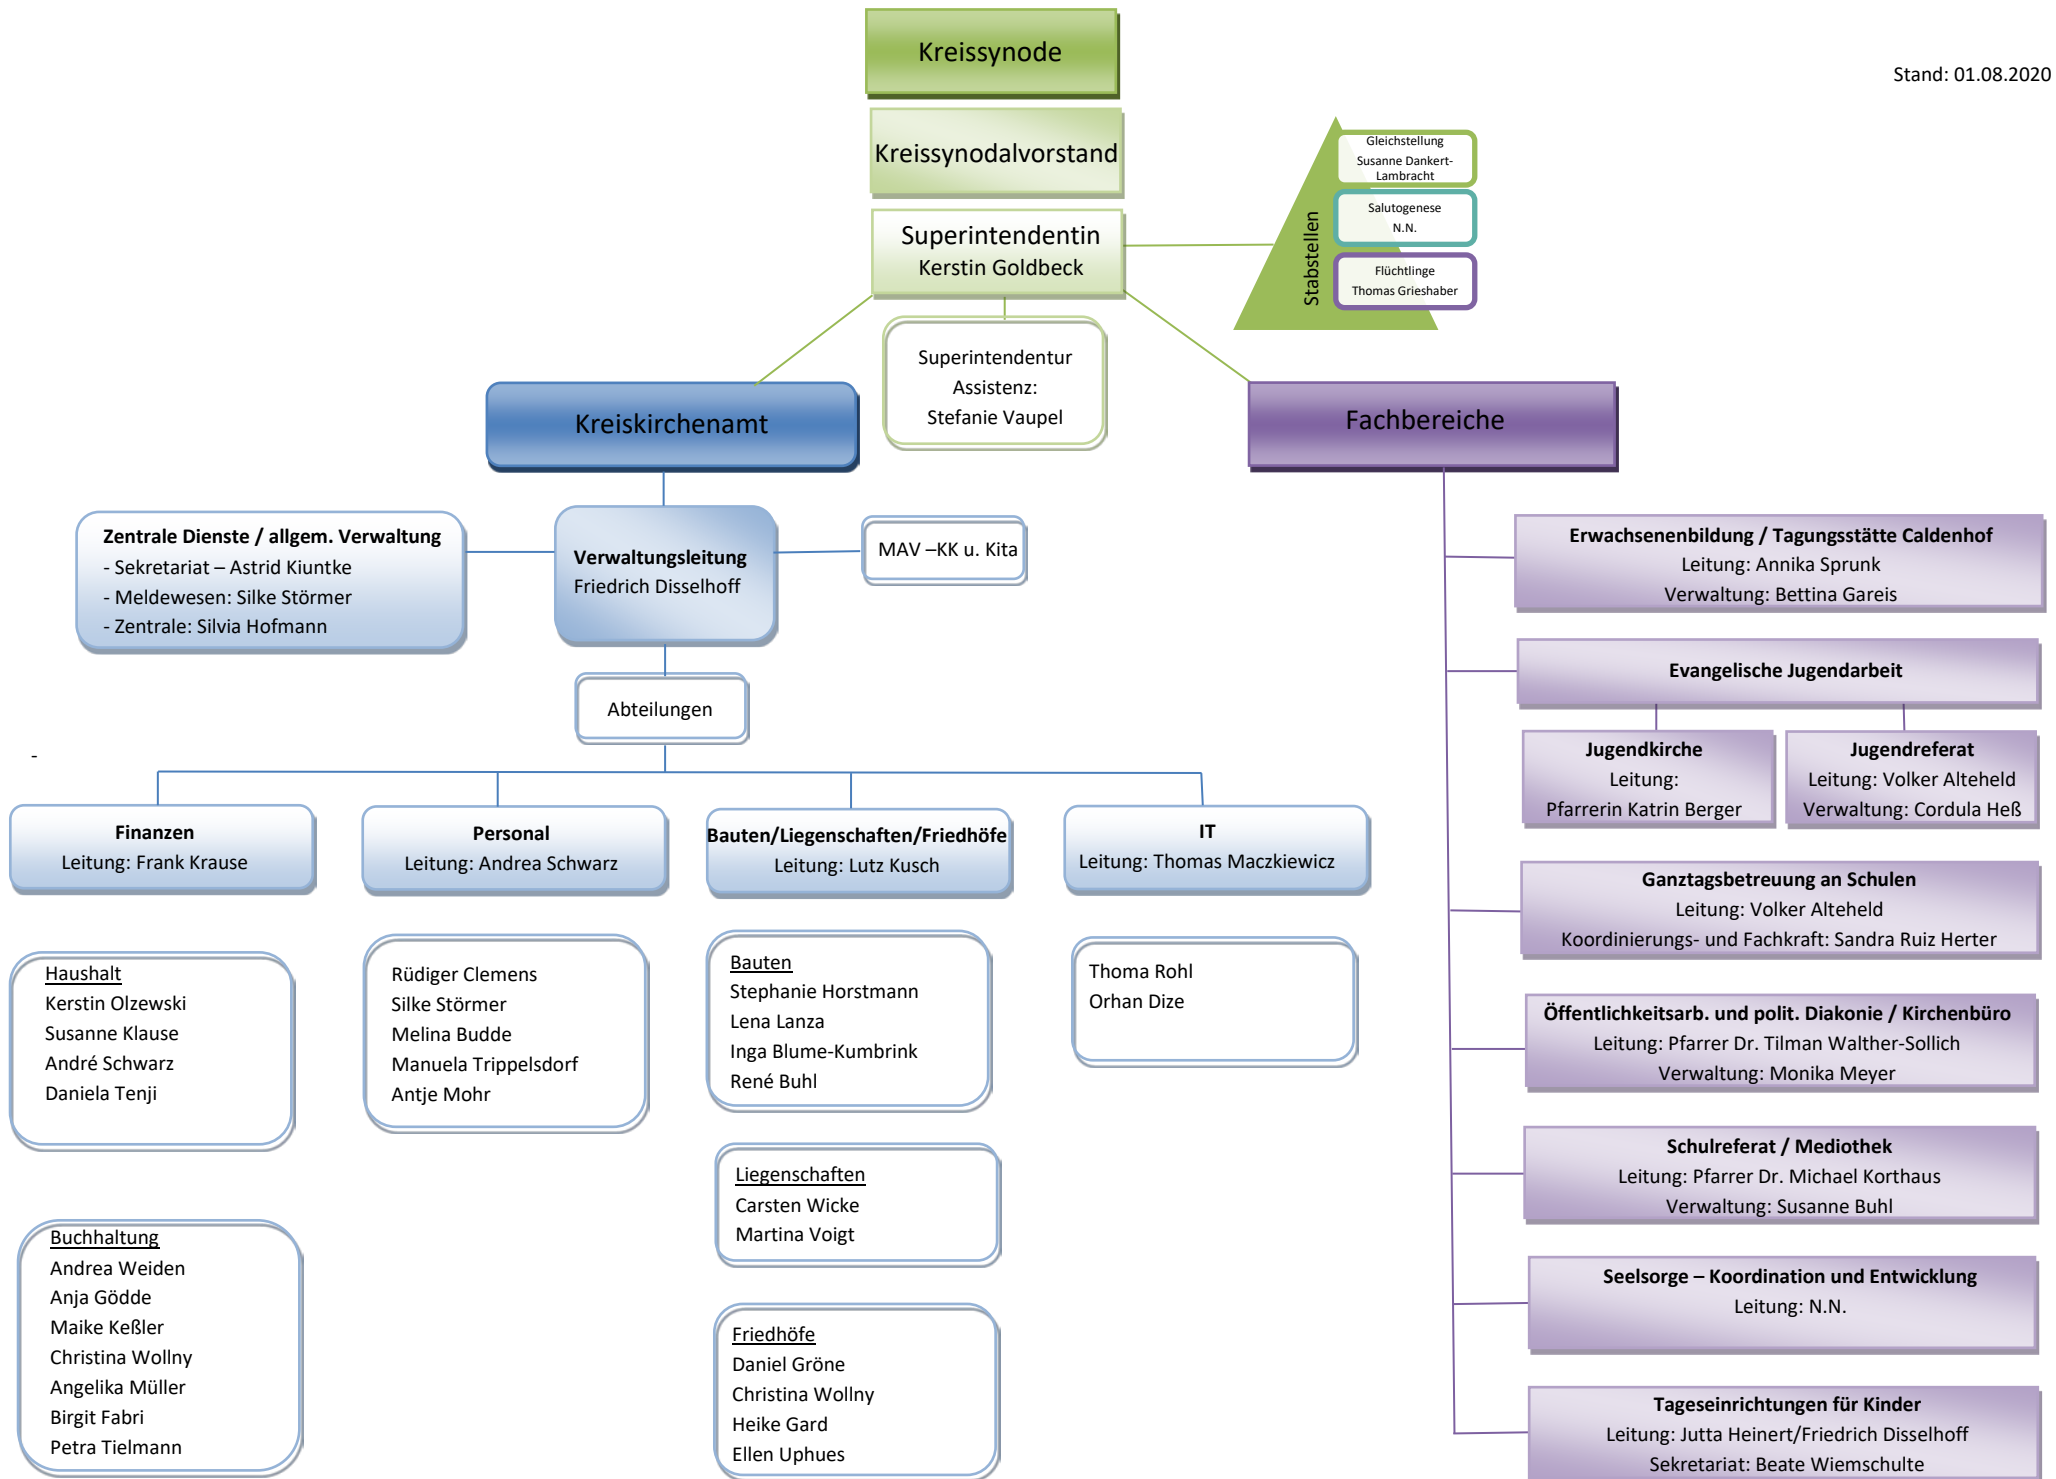 Kreissynode
Stand: 01.08.2020
Kreissynodalvorstand
Superintendentin
Kerstin Goldbeck
Stabstellen
Gleichstellung
Susanne Dankert-
Lambracht
Salutogenese
N.N.
Flüchtlinge
Thomas Grieshaber
Superintendentur
Assistenz:
Stefanie Vaupel
Kreiskirchenamt
Fachbereiche
Zentrale Dienste / allgem. Verwaltung
- Sekretariat – Astrid Kiuntke
- Meldewesen: Silke Störmer
- Zentrale: Silvia Hofmann
Verwaltungsleitung
Friedrich Disselhoff
MAV –KK u. Kita
Abteilungen
-
Finanzen
Leitung: Frank Krause
Haushalt
Kerstin Olzewski
Susanne Klause
André Schwarz
Daniela Tenji
Buchhaltung
Andrea Weiden
Anja Gödde
Maike Keßler
Christina Wollny
Angelika Müller
Birgit Fabri
Petra Tielmann
Personal
Leitung: Andrea Schwarz
Rüdiger Clemens
Silke Störmer
Melina Budde
Manuela Trippelsdorf
Antje Mohr
Bauten/Liegenschaften/Friedhöfe
Leitung: Lutz Kusch
Bauten
Stephanie Horstmann
Lena Lanza
Inga Blume-Kumbrink
René Buhl
Liegenschaften
Carsten Wicke
Martina Voigt
Friedhöfe
Daniel Gröne
Christina Wollny
Heike Gard
Ellen Uphues
IT
Leitung: Thomas Maczkiewicz
Thoma Rohl
Orhan Dize
Erwachsenenbildung / Tagungsstätte Caldenhof
Leitung: Annika Sprunk
Verwaltung: Bettina Gareis
Evangelische Jugendarbeit
Jugendkirche
Leitung:
Pfarrerin Katrin Berger
Jugendreferat
Leitung: Volker Alteheld
Verwaltung: Cordula Heß
Ganztagsbetreuung an Schulen
Leitung: Volker Alteheld
Koordinierungs- und Fachkraft: Sandra Ruiz Herter
Öffentlichkeitsarb. und polit. Diakonie / Kirchenbüro
Leitung: Pfarrer Dr. Tilman Walther-Sollich
Verwaltung: Monika Meyer
Schulreferat / Mediothek
Leitung: Pfarrer Dr. Michael Korthaus
Verwaltung: Susanne Buhl
Seelsorge – Koordination und Entwicklung
Leitung: N.N.
Tageseinrichtungen für Kinder
Leitung: Jutta Heinert/Friedrich Disselhoff
Sekretariat: Beate Wiemschulte